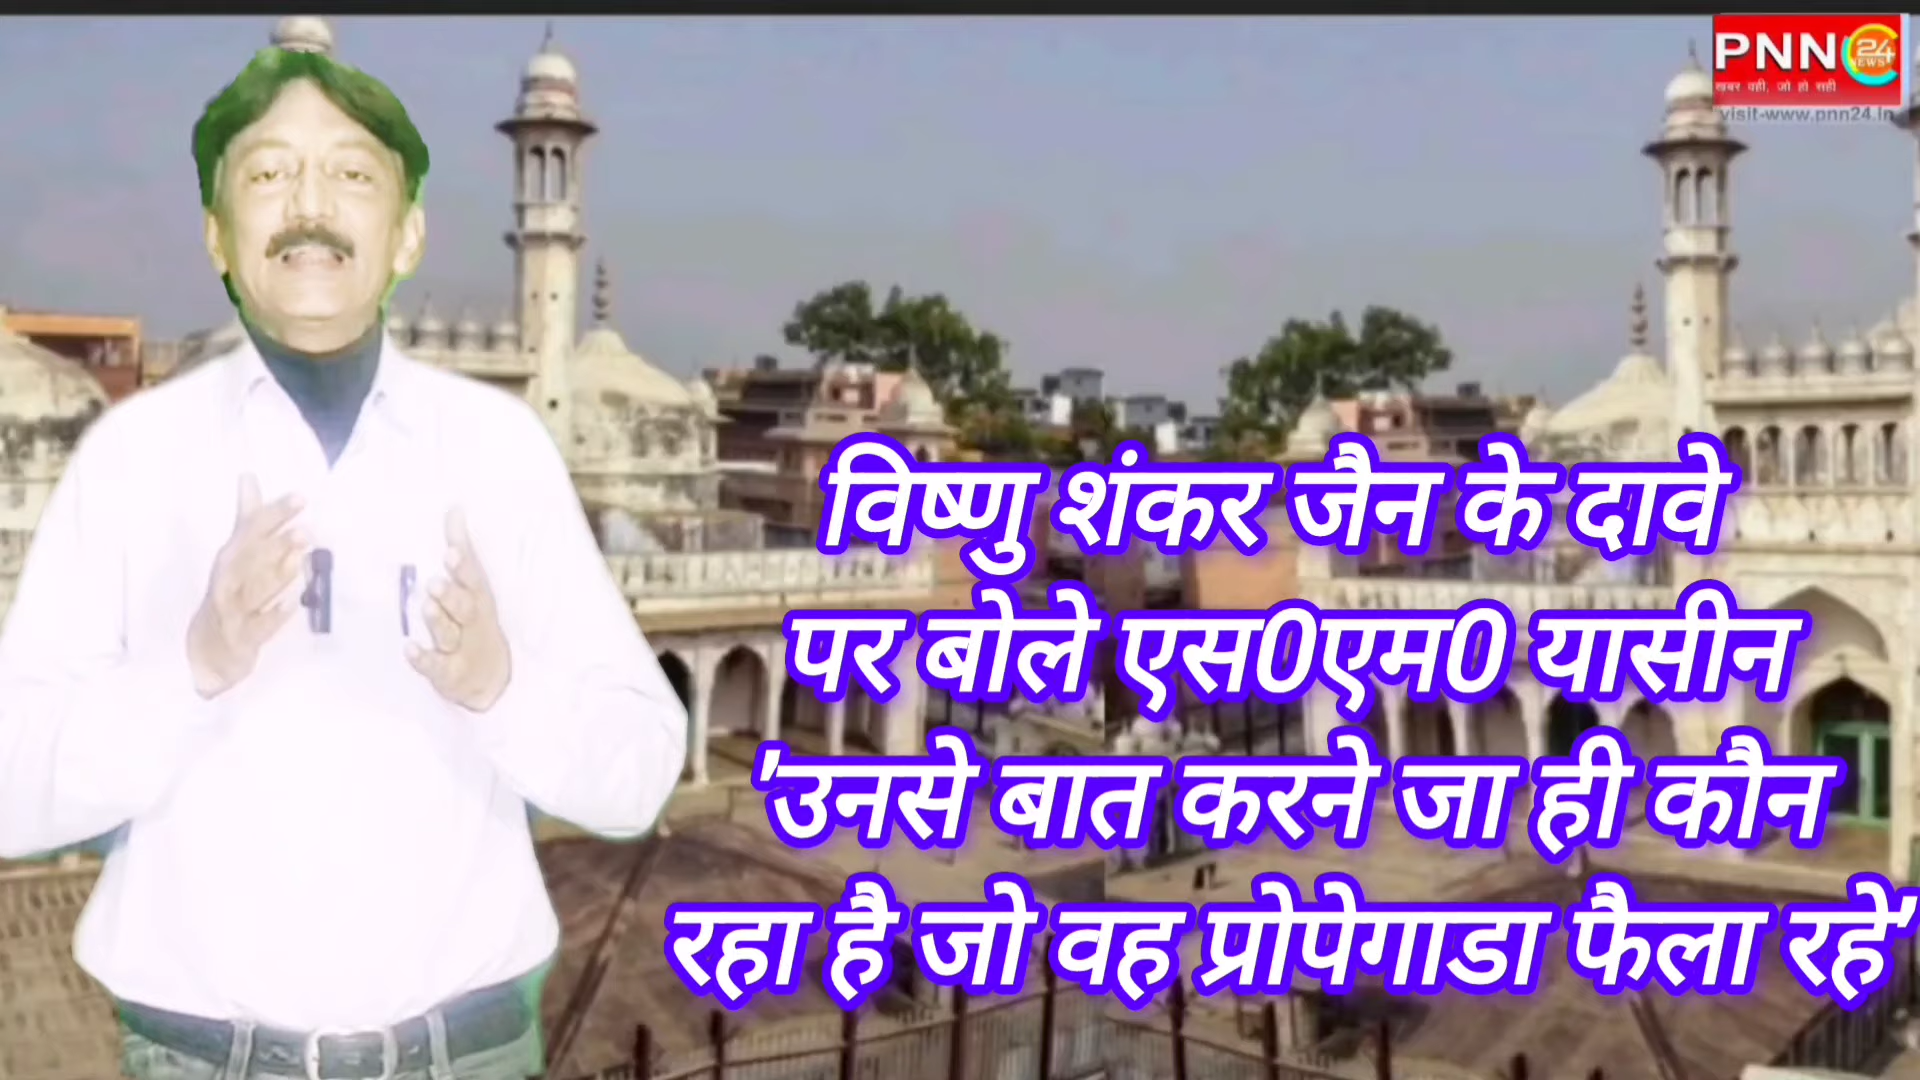 PNN 24
NEWS
खबर वही, जो हो सही
visit-www.pnn24.in
विष्णु शंकर जैन के दावे
पर बोले एस0एम0 यासीन
'उनसे बात करने जा ही कौन
रहा है जो वह प्रोपेगाडा फैला रहे'